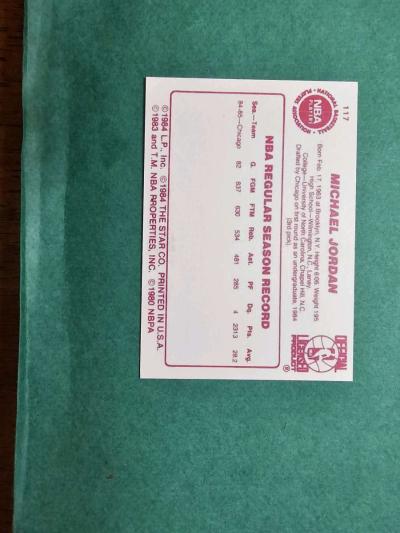 117
NATIONAL BASKETBALL
NBA
PLAYERS
PLAYERS ASSOCIATION
MICHAEL JORDAN
Born Feb. 17, 1963 at Brooklyn, N.Y. Height 6:06. Weight 195
High School—Wilmington, N.C. Laney
College—University of North Carolina, Chapel Hill, N.C.
Drafted by Chicago on first round as an undergraduate, 1984
(3rd pick)
OFFICIAL
LICENSED
PRODUCT
®
NBA REGULAR SEASON RECORD
Sea.—Team G. FGM FTM Reb. Ast. PF Dq. Pts. Avg.
84-85—Chicago 82 837 630 534 481 285 4 2313 28.2
©1984 L.P., Inc. ©1984 THE STAR CO. PRINTED IN U.S.A.
©1983 and T.M. NBA PROPERTIES, INC. ©1980 NBPA